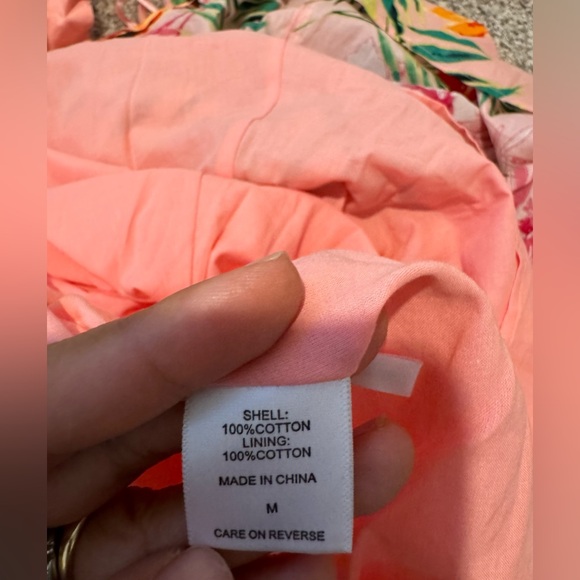 SHELL:
100%COTTON
LINING:
100%COTTON
MADE IN CHINA
M
CARE ON REVERSE